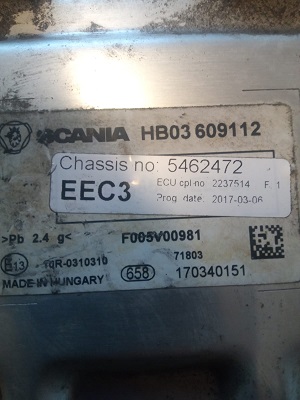 SCANIA HB03 609112
Chassis no: 5462472
EEC3 ECU cpl no 2237514 F. 1
Prog. date: 2017-03-06
>Pb 2.4 g< F005V00981
E13 10R-0310310 71803
MADE IN HUNGARY 658 170340151